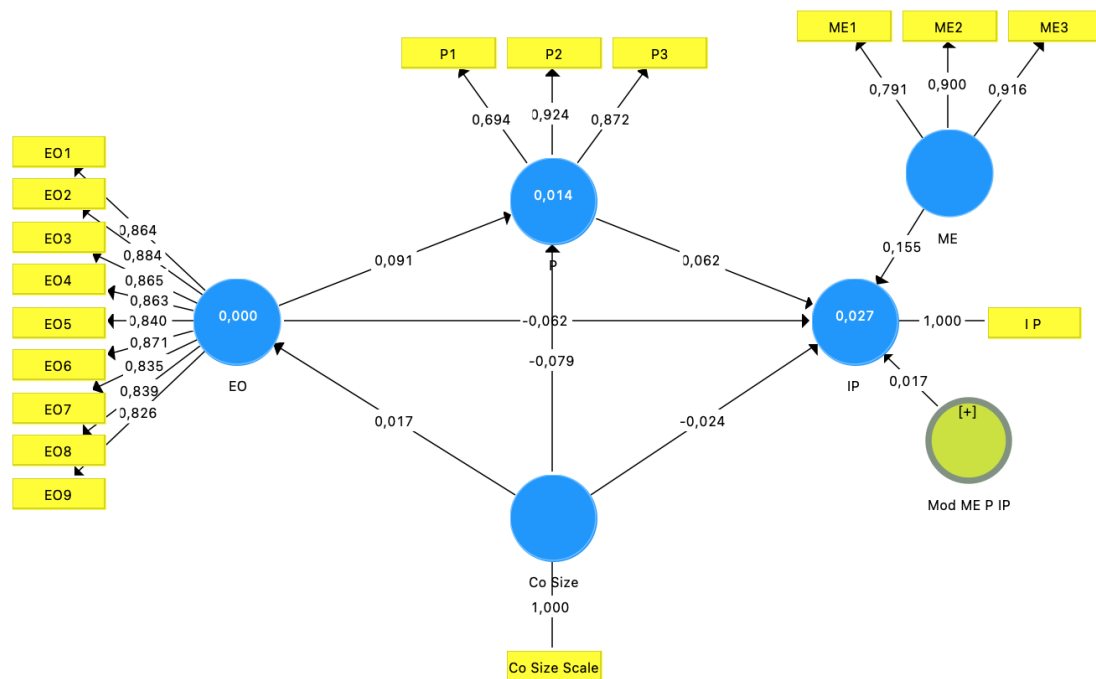 ME1
ME2
ME3
P1
P2
P3
0,791
0,900
0,916
0,694
0,924
0,872
EO1
EO2
EO3
EO4
EO5
EO6
EO7
EO8
EO9
0,864
0,884
0,865
0,863
0,840
0,871
0,835
0,839
0,826
0,014
P
ME
0,091
0,062
0,155
0,000
EO
-0,062
0,027
IP
1,000
I P
-0,079
0,017
[+]
Mod ME P IP
0,017
-0,024
Co Size
1,000
Co Size Scale